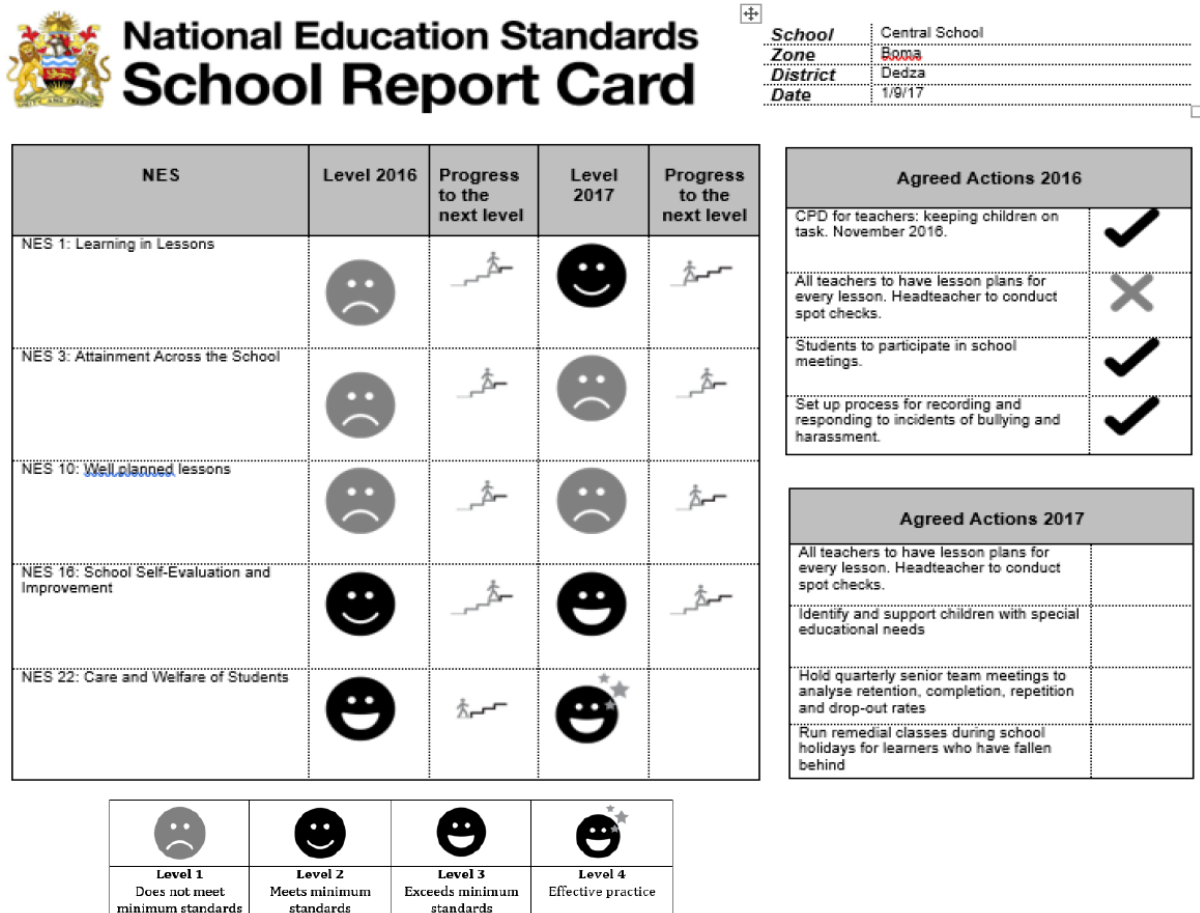 National Education Standards
School Report Card
School Central School
Zone Boma
District Dedza
Date 1/9/17
NES Level 2016 Progress to the next level Level 2017 Progress to the next level
NES 1: Learning in Lessons
NES 3: Attainment Across the School
NES 10: Well planned lessons
NES 16: School Self-Evaluation and
Improvement
NES 22: Care and Welfare of Students
Agreed Actions 2016
CPD for teachers: keeping children on
task. November 2016.
All teachers to have lesson plans for
every lesson. Headteacher to conduct
spot checks.
Students to participate in school
meetings.
Set up process for recording and
responding to incidents of bullying and
harassment.
Agreed Actions 2017
All teachers to have lesson plans for
every lesson. Headteacher to conduct
spot checks.
Identify and support children with special
educational needs
Hold quarterly senior team meetings to
analyse retention, completion, repetition
and drop-out rates
Run remedial classes during school
holidays for learners who have fallen
behind
Level 1
Does not meet
minimum standards
Level 2
Meets minimum
standards
Level 3
Exceeds minimum
standards
Level 4
Effective practice